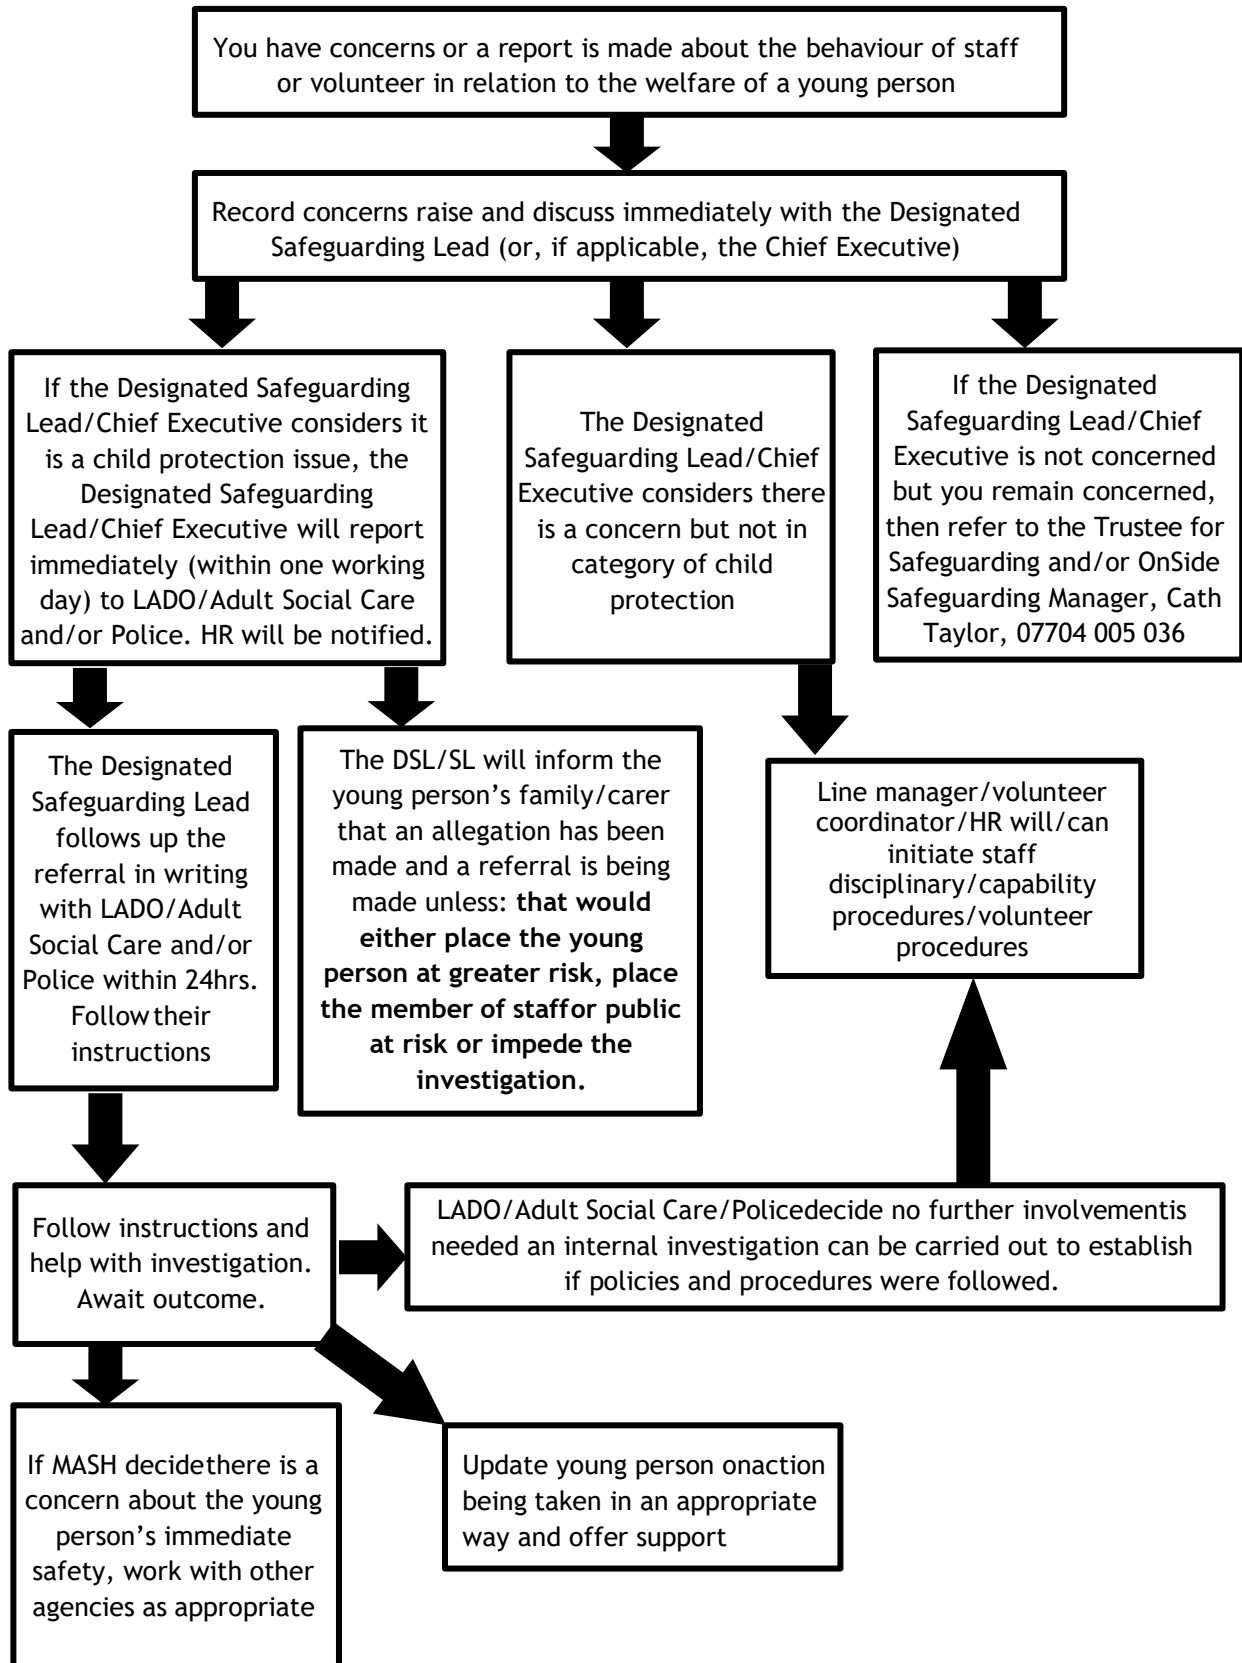 You have concerns or a report is made about the behaviour of staff
or volunteer in relation to the welfare of a young person
Record concerns raise and discuss immediately with the Designated
Safeguarding Lead (or, if applicable, the Chief Executive)
If the Designated Safeguarding
Lead/Chief Executive considers it
is a child protection issue, the
Designated Safeguarding
Lead/Chief Executive will report
immediately (within one working
day) to LADO/Adult Social Care
and/or Police. HR will be notified.
The Designated
Safeguarding Lead/Chief
Executive considers there
is a concern but not in
category of child
protection
If the Designated
Safeguarding Lead/Chief
Executive is not concerned
but you remain concerned,
then refer to the Trustee for
Safeguarding and/or OnSide
Safeguarding Manager, Cath
Taylor, 07704 005 036
The Designated
Safeguarding Lead
follows up the
referral in writing
with LADO/Adult
Social Care and/or
Police within 24hrs.
Followtheir
instructions
The DSL/SL will inform the
young person’s family/carer
that an allegation has been
made and a referral is being
made unless: that would
either place the young
person at greater risk, place
the member of staffor public
at risk or impede the
investigation.
Line manager/volunteer
coordinator/HR will/can
initiate staff
disciplinary/capability
procedures/volunteer
procedures
Follow instructions and
help with investigation.
Await outcome.
LADO/Adult Social Care/Policedecide no further involvementis
needed an internal investigation can be carried out to establish
if policies and procedures were followed.
If MASH decidethere is a
concern about the young
person’s immediate
safety, work with other
agencies as appropriate
Update young person onaction
being taken in an appropriate
way and offer support